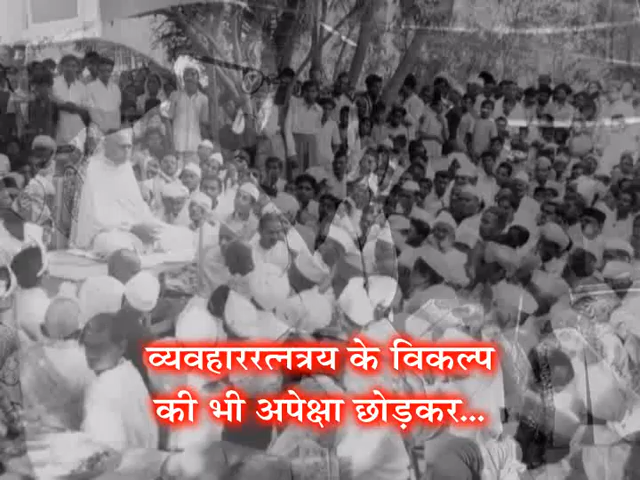 व्यवहाररत्नत्रय के विकल्प
की भी अपेक्षा छोड़कर...